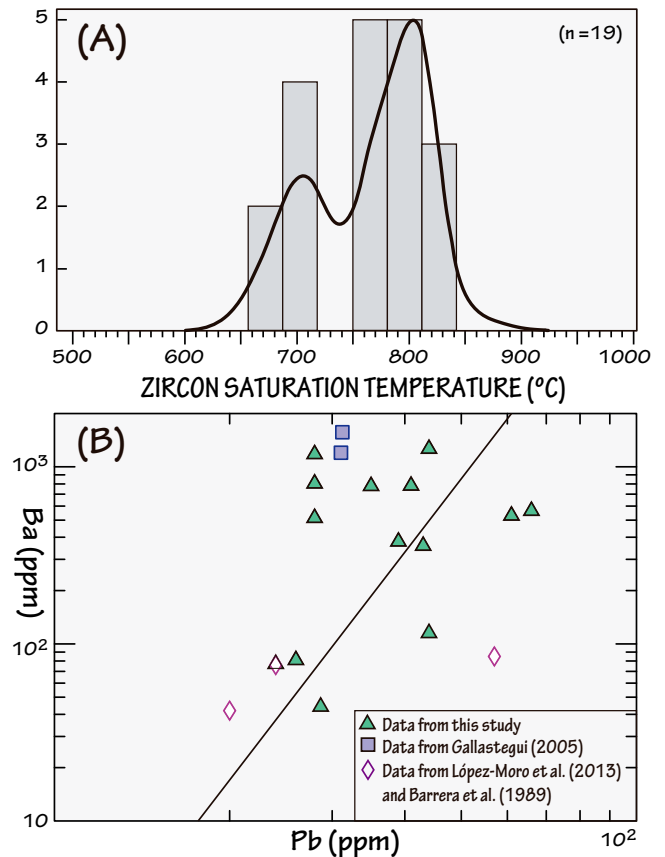 (A)
(n =19)
5
4
3
2
1
0
500 600 700 800 900 1000
ZIRCON SATURATION TEMPERATURE (ºC)
(B)
10³
Ba (ppm)
10²
10
Data from this study
Data from Gallastegui (2005)
Data from López-Moro et al. (2013)
and Barrera et al. (1989)
Pb (ppm)
10²